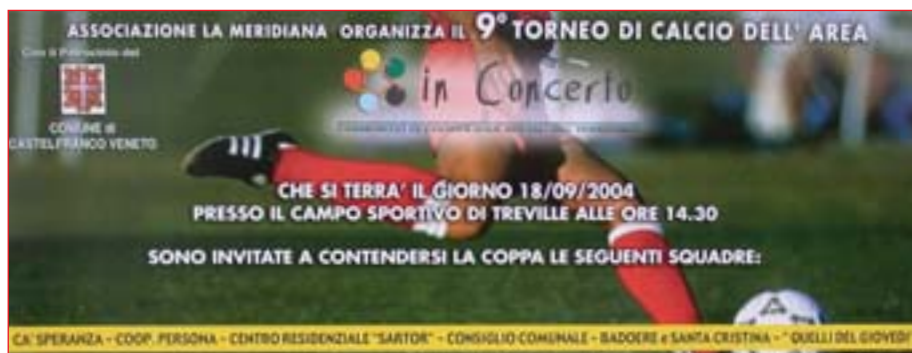 ASSOCIAZIONE LA MERIDIANA ORGANIZZA IL 9° TORNEO DI CALCIO DELL' AREA
Con il Patrocinio del
COMUNE di
CASTELFRANCO VENETO
in Concerto
CHE SI TERRA' IL GIORNO 18/09/2004
PRESSO IL CAMPO SPORTIVO DI TREVILLE ALLE ORE 14.30
SONO INVITATE A CONTENDERSI LA COPPA LE SEGUENTI SQUADRE:
CA' SPERANZA - COOP. PERSONA - CENTRO RESIDENZIALE "SARTOR" - CONSIGLIO COMUNALE - BADOERE e SANTA CRISTINA - "QUELLI DEL GIOVEDI'